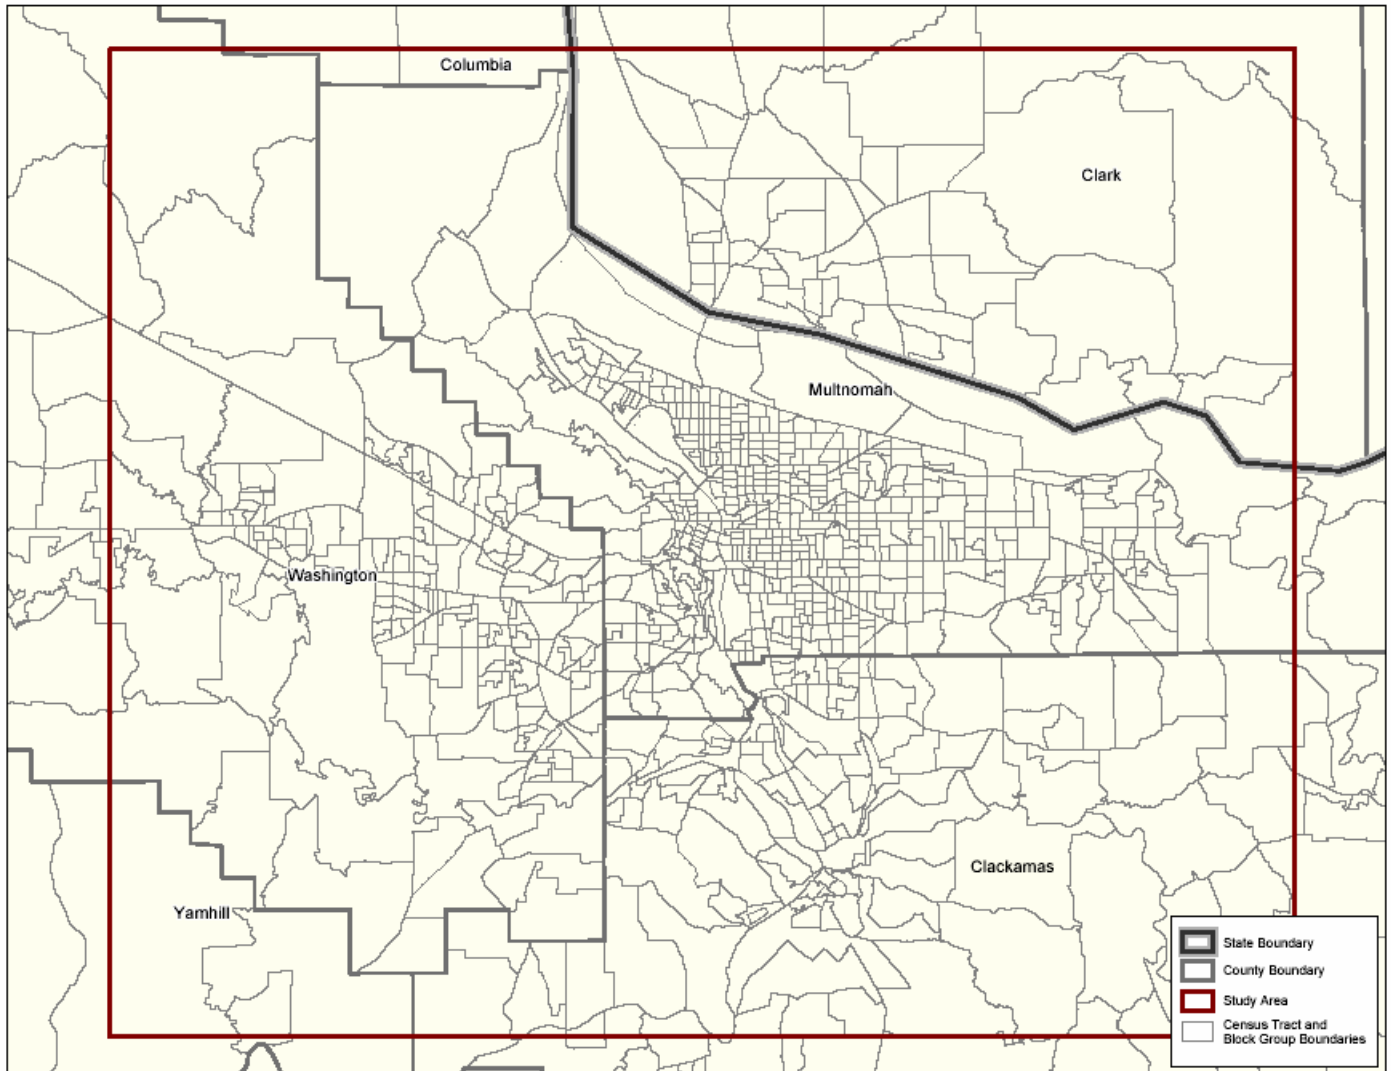 Columbia
Clark
Multnomah
Washington
Clackamas
Yamhill
State Boundary
County Boundary
Study Area
Census Tract and
Block Group Boundaries